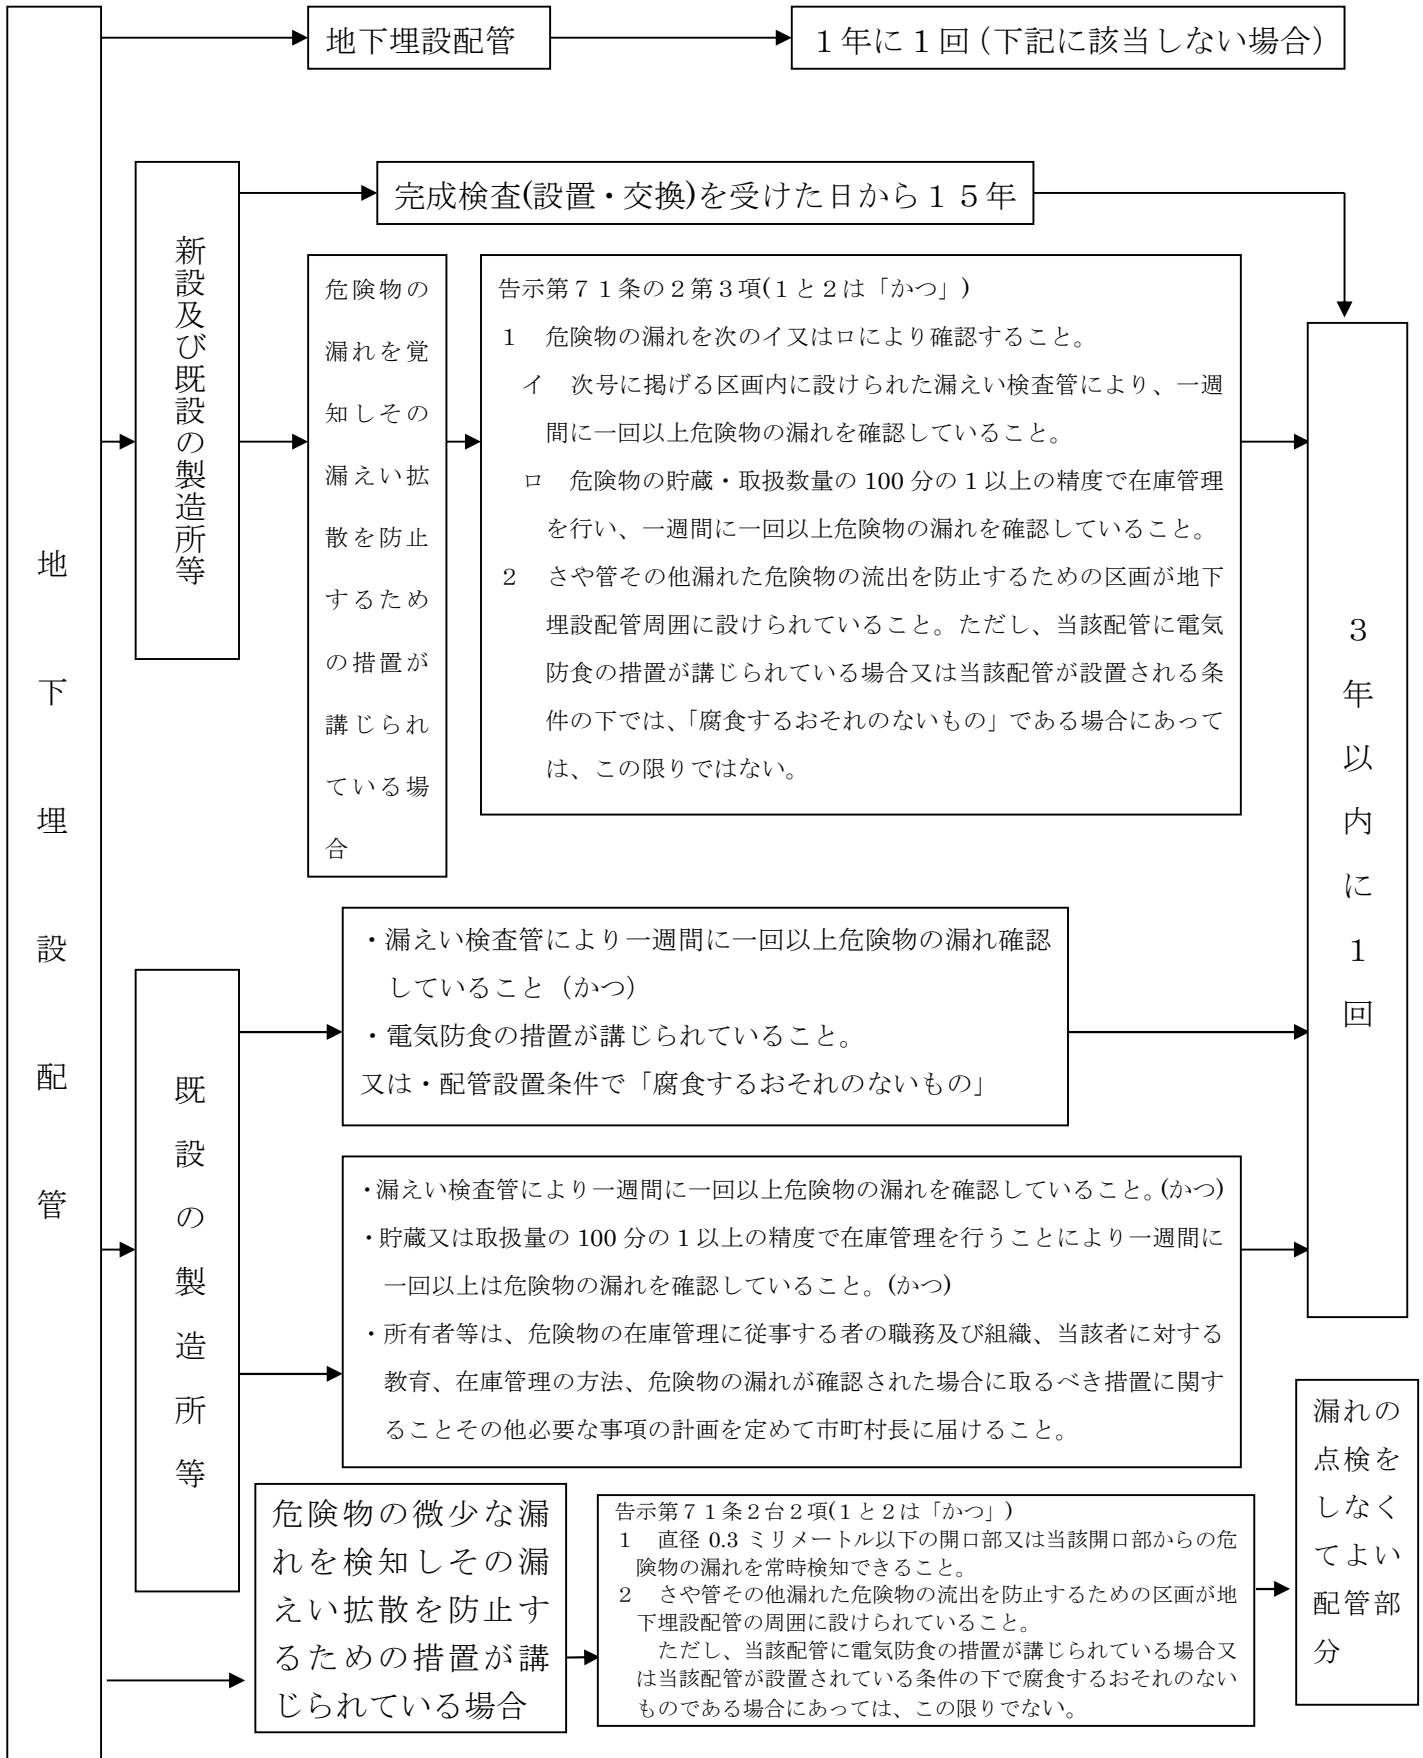 地下埋設配管
地下埋設配管
１年に１回(下記に該当しない場合)
新設及び既設の製造所等
完成検査(設置・交換)を受けた日から１５年
危険物の
漏れを覚
知しその
漏えい拡
散を防止
するため
の措置が
講じられ
ている場
合
告示第７１条の２第３項(１と２は「かつ」)
１　危険物の漏れを次のイ又はロにより確認すること。
イ　次号に掲げる区画内に設けられた漏えい検査管により、一週
間に一回以上危険物の漏れを確認していること。
ロ　危険物の貯蔵・取扱数量の 100 分の 1 以上の精度で在庫管理
を行い、一週間に一回以上危険物の漏れを確認していること。
２　さや管その他漏れた危険物の流出を防止するための区画が地下
埋設配管周囲に設けられていること。ただし、当該配管に電気
防食の措置が講じられている場合又は当該配管が設置される条
件の下では、「腐食するおそれのないもの」である場合にあって
は、この限りではない。
３年以内に１回
既設の製造所等
・漏えい検査管により一週間に一回以上危険物の漏れ確認
していること（かつ）
・電気防食の措置が講じられていること。
又は・配管設置条件で「腐食するおそれのないもの」
・漏えい検査管により一週間に一回以上危険物の漏れを確認していること。(かつ)
・貯蔵又は取扱量の 100 分の 1 以上の精度で在庫管理を行うことにより一週間に
一回以上は危険物の漏れを確認していること。(かつ)
・所有者等は、危険物の在庫管理に従事する者の職務及び組織、当該者に対する
教育、在庫管理の方法、危険物の漏れが確認された場合に取るべき措置に関す
ることその他必要な事項の計画を定めて市町村長に届けること。
危険物の微少な漏
れを検知しその漏
えい拡散を防止す
るための措置が講
じられている場合
告示第７１条２台２項(１と２は「かつ」)
１　直径 0.3 ミリメートル以下の開口部又は当該開口部からの危
険物の漏れを常時検知できること。
２　さや管その他漏れた危険物の流出を防止するための区画が地
下埋設配管の周囲に設けられていること。
ただし、当該配管に電気防食の措置が講じられている場合又
は当該配管が設置されている条件の下で腐食するおそれのない
ものである場合にあっては、この限りでない。
漏れの
点検を
しなく
てよい
配管部
分